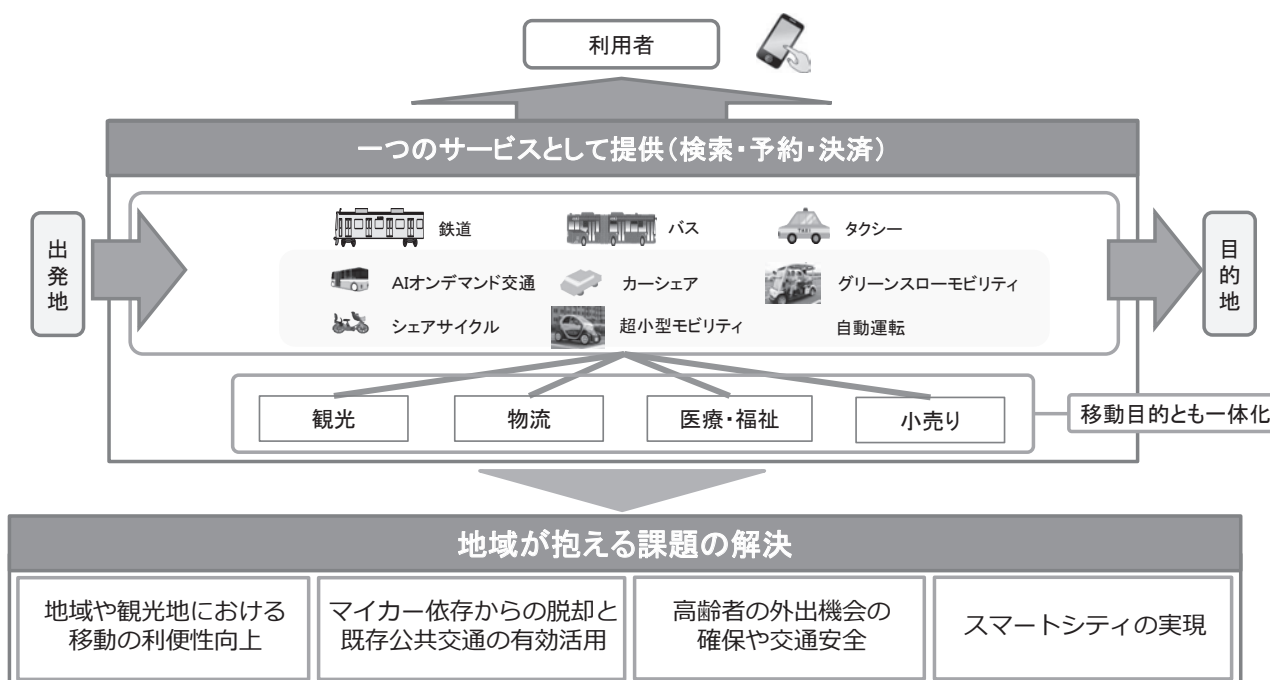 利用者
一つのサービスとして提供(検索・予約・決済)
出発地
鉄道
バス
タクシー
AIオンデマンド交通
カーシェア
グリーンスローモビリティ
シェアサイクル
超小型モビリティ
自動運転
目的地
観光
物流
医療・福祉
小売り
移動目的とも一体化
地域が抱える課題の解決
地域や観光地における
移動の利便性向上
マイカー依存からの脱却と
既存公共交通の有効活用
高齢者の外出機会の
確保や交通安全
スマートシティの実現